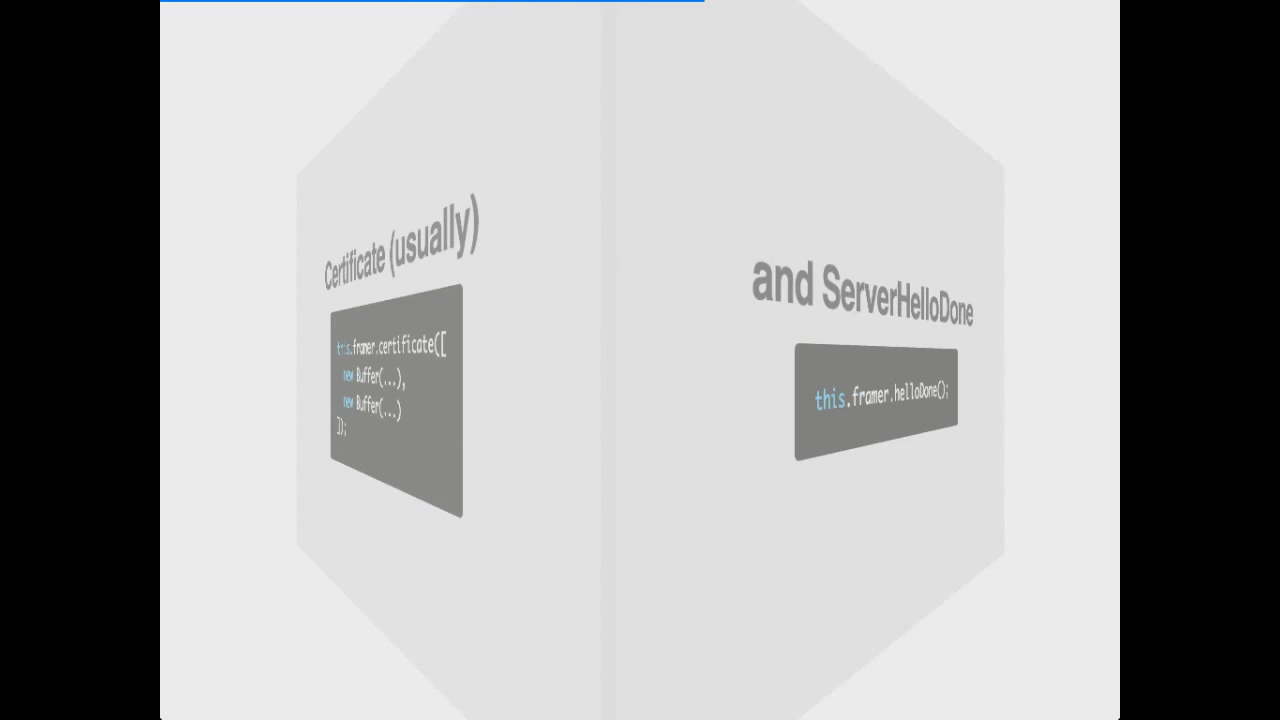 Certificate (usually)
this.framer.certificate([
new Buffer(...),
new Buffer(...)
]);
and ServerHelloDone
this.framer.helloDone();